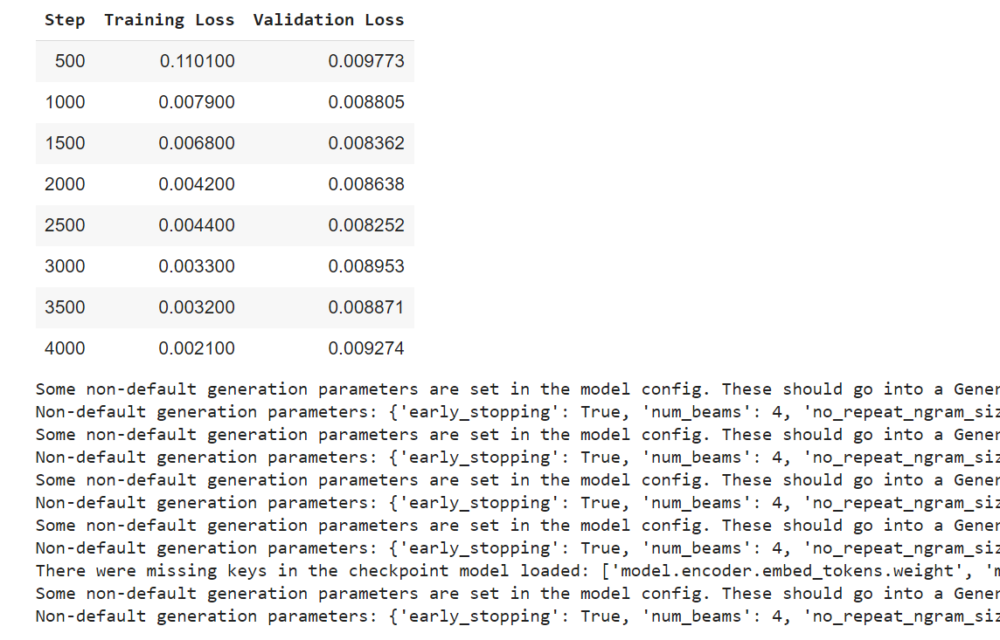 Step Training Loss Validation Loss
500 0.110100 0.009773
1000 0.007900 0.008805
1500 0.006800 0.008362
2000 0.004200 0.008638
2500 0.004400 0.008252
3000 0.003300 0.008953
3500 0.003200 0.008871
4000 0.002100 0.009274
Some non-default generation parameters are set in the model config. These should go into a Gener
Non-default generation parameters: {'early_stopping': True, 'num_beams': 4, 'no_repeat_ngram_siz
Some non-default generation parameters are set in the model config. These should go into a Gener
Non-default generation parameters: {'early_stopping': True, 'num_beams': 4, 'no_repeat_ngram_siz
Some non-default generation parameters are set in the model config. These should go into a Gener
Non-default generation parameters: {'early_stopping': True, 'num_beams': 4, 'no_repeat_ngram_siz
Some non-default generation parameters are set in the model config. These should go into a Gener
Non-default generation parameters: {'early_stopping': True, 'num_beams': 4, 'no_repeat_ngram_siz
There were missing keys in the checkpoint model loaded: ['model.encoder.embed_tokens.weight', 'm
Some non-default generation parameters are set in the model config. These should go into a Gener
Non-default generation parameters: {'early_stopping': True, 'num_beams': 4, 'no_repeat_ngram_siz